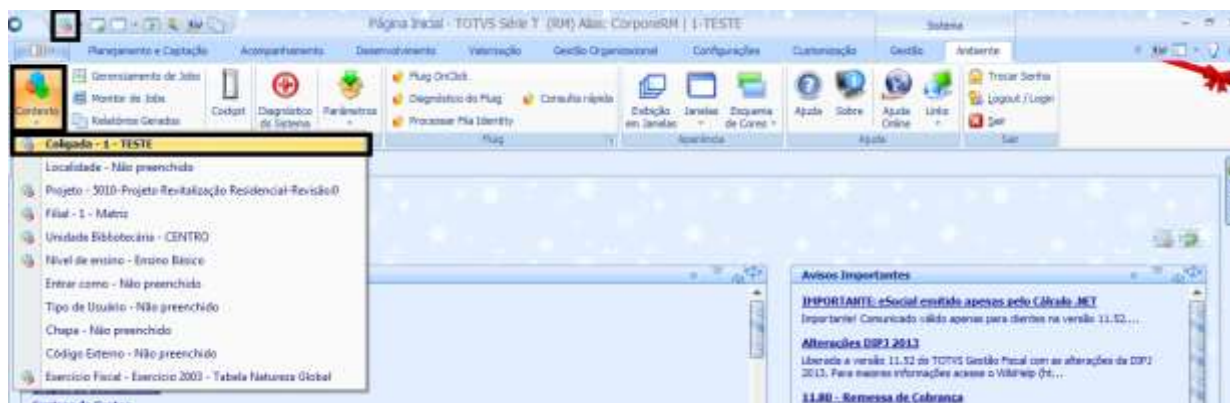 Página Inicial - TOTVS Série T (RM) Alias: CorporeRM | 1-TESTE
Sistema
Planejamento e Captação Acompanhamento Desenvolvimento Valorização Gestão Organizacional Configurações Customização Gestão Ambiente
Contexto
Gerenciamento de Jobs
Monitor de Jobs
Relatórios Gerados
Cockpit
Diagnóstico do Sistema
Parâmetros
Fluig OnClick
Diagnóstico do Fluig
Processar Fila Identity
Consulta rápida
Fluig
Exibição em Janelas
Janelas
Esquema de Cores
Aparência
Ajuda
Sobre
Ajuda Online
Links
Ajuda
Trocar Senha
Logout / Login
Sair
Sair
Coligada - 1 - TESTE
Localidade - Não preenchido
Projeto - 5010-Projeto Revitalização Residencial-Revisão:0
Filial - 1 - Matriz
Unidade Bibliotecária - CENTRO
Nível de ensino - Ensino Básico
Entrar como - Não preenchido
Tipo de Usuário - Não preenchido
Chapa - Não preenchido
Código Externo - Não preenchido
Exercício Fiscal - Exercício 2003 - Tabela Natureza Global
Avisos Importantes
IMPORTANTE: eSocial emitido apenas pelo Cálculo .NET
Importante! Comunicado válido apenas para clientes na versão 11.52....
Alterações DIPJ 2013
Liberada a versão 11.52 do TOTVS Gestão Fiscal com as alterações da DIPJ
2013. Para maiores informações acesse o WikiHelp (ht...
11.80 - Remessa de Cobrança